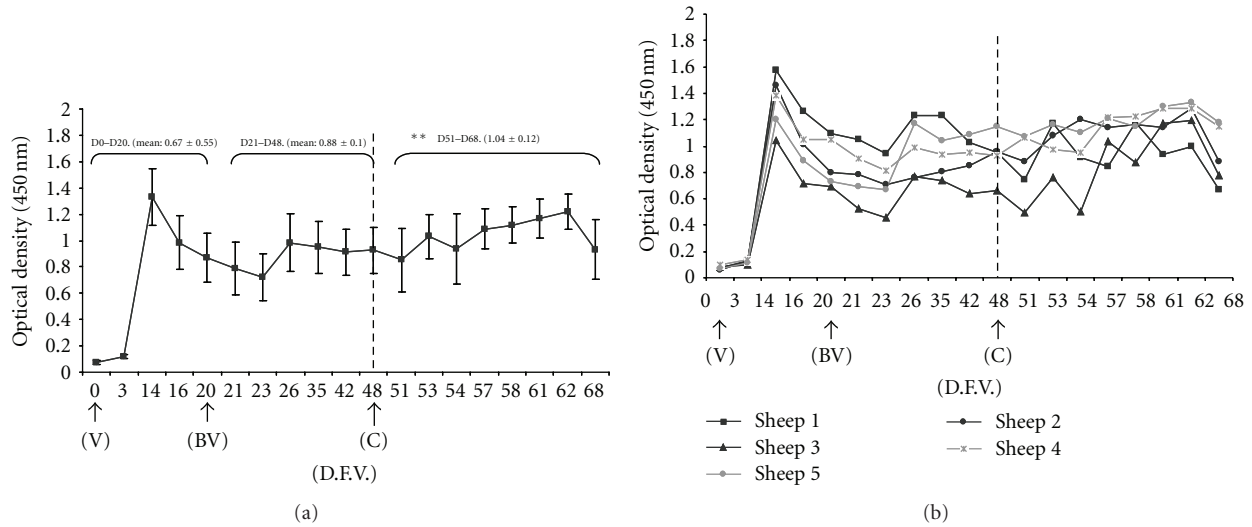 2
1.8
1.6
1.4
1.2
1
0.8
0.6
0.4
0.2
0
Optical density (450 nm)
D0–D20. (mean: 0.67 ± 0.55)
D21–D48. (mean: 0.88 ± 0.1)
** D51–D68. (1.04 ± 0.12)
0 3 14 16 20 21 23 26 35 42 48 51 53 54 57 58 61 62 68
(V) (BV) (C)
(D.F.V.)
(a)
2
1.8
1.6
1.4
1.2
1
0.8
0.6
0.4
0.2
0
Optical density (450 nm)
0 3 14 16 20 21 23 26 35 42 48 51 53 54 57 58 61 62 68
(V) (BV) (C)
(D.F.V.)
Sheep 1 Sheep 2
Sheep 3 Sheep 4
Sheep 5
(b)